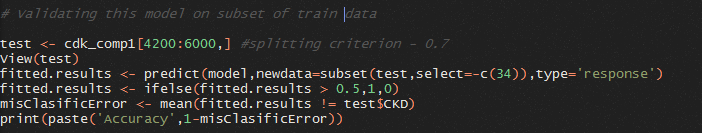 # Validating this model on subset of train data
test <- cdk_comp1[4200:6000,] #splitting criterion - 0.7
View(test)
fitted.results <- predict(model,newdata=subset(test,select=-c(34)),type='response')
fitted.results <- ifelse(fitted.results > 0.5,1,0)
misClasificError <- mean(fitted.results != test$CKD)
print(paste('Accuracy',1-misClasificError))